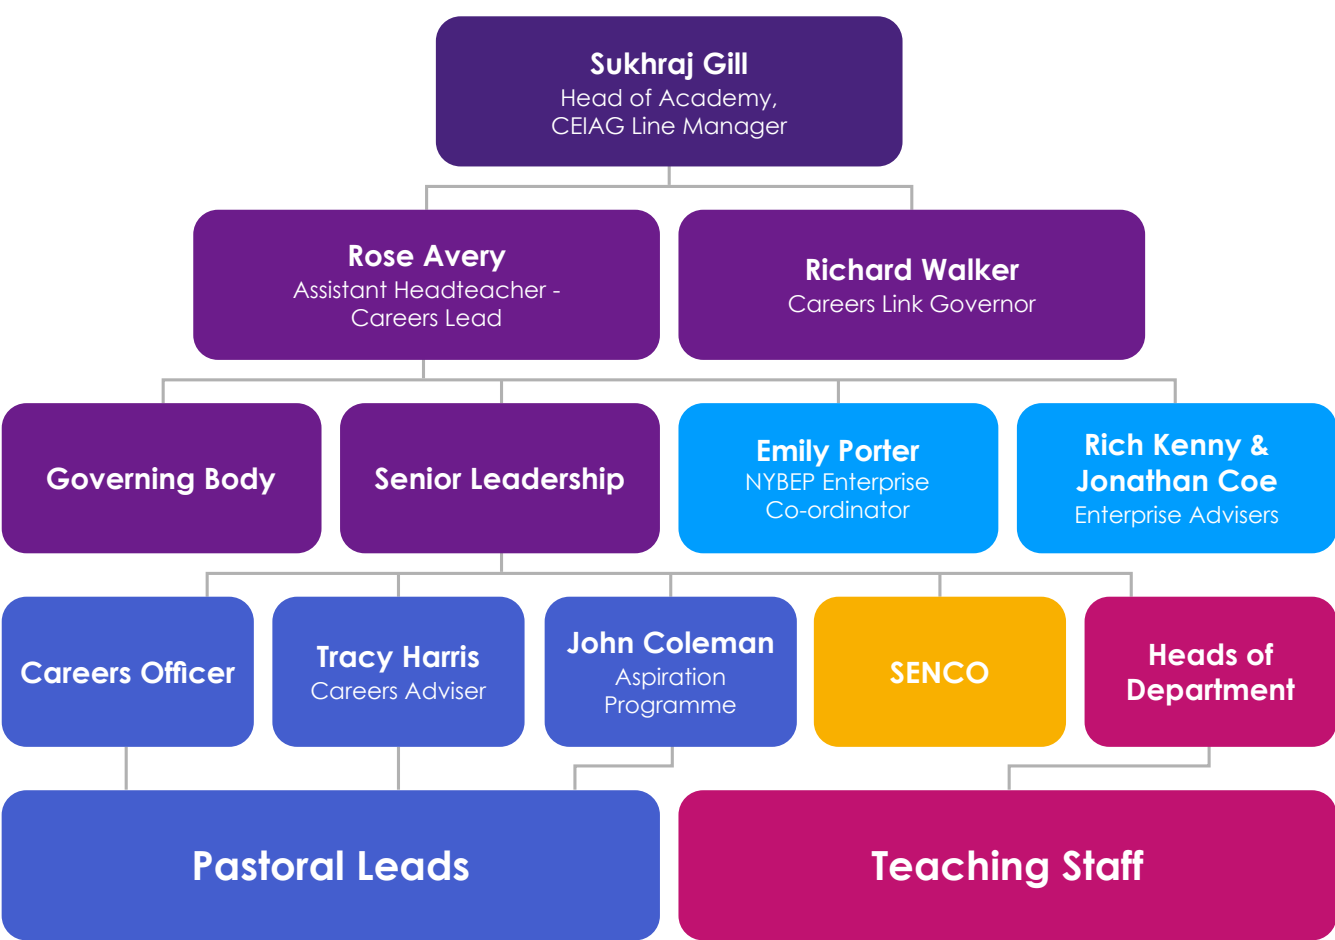 Sukhraj Gill
Head of Academy,
CEIAG Line Manager
Rose Avery
Assistant Headteacher -
Careers Lead
Richard Walker
Careers Link Governor
Governing Body
Senior Leadership
Emily Porter
NYBEP Enterprise
Co-ordinator
Rich Kenny &
Jonathan Coe
Enterprise Advisers
Careers Officer
Tracy Harris
Careers Adviser
John Coleman
Aspiration
Programme
SENCO
Heads of
Department
Pastoral Leads
Teaching Staff